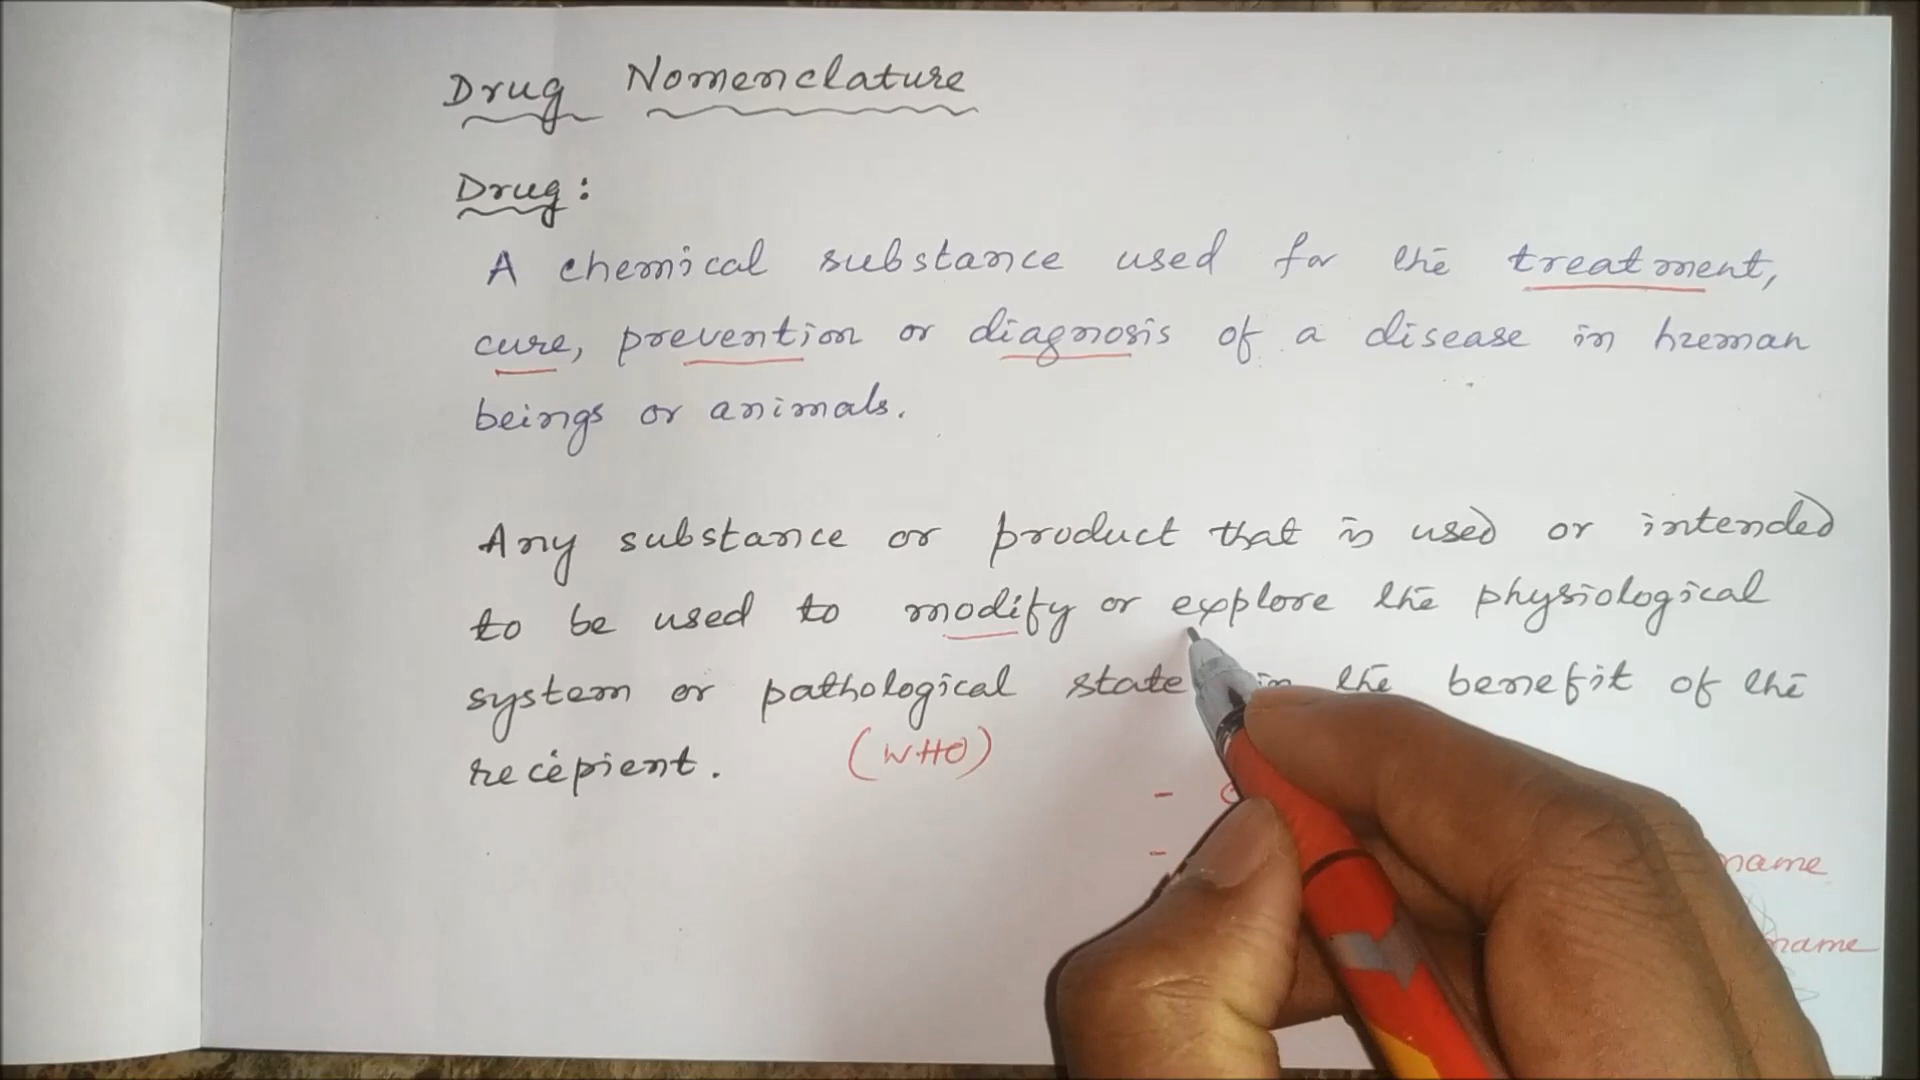 Drug Nomenclature
Drug:
A chemical substance used for the treatment,
cure, prevention or diagnosis of a disease in human
beings or animals.
Any substance or product that is used or intended
to be used to modify or explore the physiological
system or pathological state in the benefit of the
recipient. (WHO)
-
- name
name